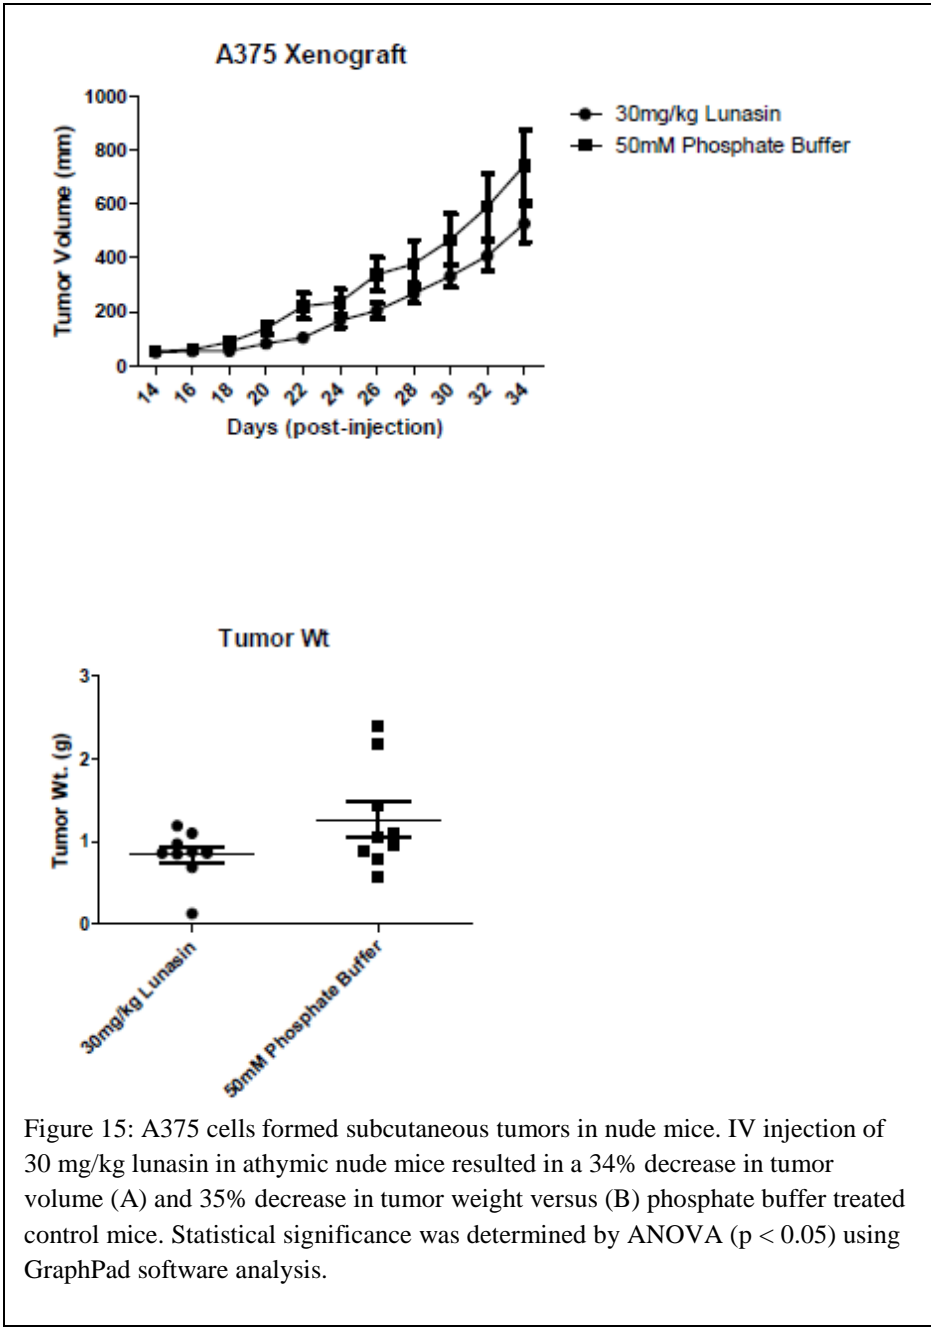 A375 Xenograft
1000
800
600
400
200
0
Tumor Volume (mm)
14 16 18 20 22 24 26 28 30 32 34
Days (post-injection)
30mg/kg Lunasin
50mM Phosphate Buffer
Tumor Wt
3
2
1
0
Tumor Wt. (g)
30mg/kg Lunasin
50mM Phosphate Buffer
Figure 15: A375 cells formed subcutaneous tumors in nude mice. IV injection of
30 mg/kg lunasin in athymic nude mice resulted in a 34% decrease in tumor
volume (A) and 35% decrease in tumor weight versus (B) phosphate buffer treated
control mice. Statistical significance was determined by ANOVA (p < 0.05) using
GraphPad software analysis.